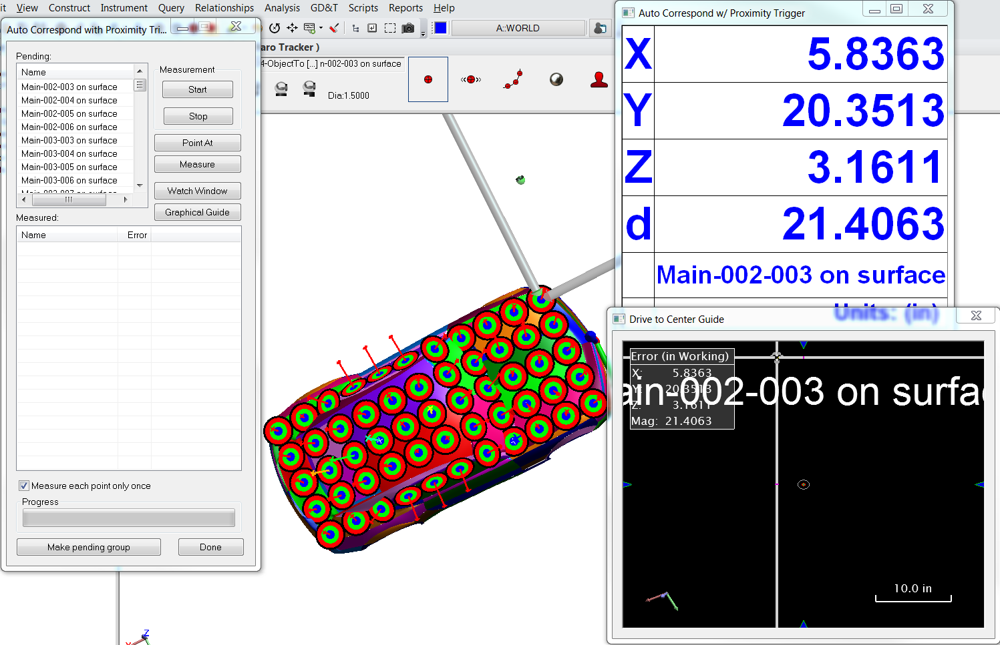 it View Construct Instrument Query Relationships Analysis GD&T Scripts Reports Help
Auto Correspond with Proximity Tri...
A::WORLD
aro Tracker )
4-ObjectTo [...] n-002-003 on surface
Dia:1.5000
Pending:
Name
Main-002-003 on surface
Main-002-004 on surface
Main-002-005 on surface
Main-002-006 on surface
Main-003-003 on surface
Main-003-004 on surface
Main-003-005 on surface
Main-003-006 on surface
Main-003-007 on surface
Measurement
Start
Stop
Point At
Measure
Watch Window
Graphical Guide
Measured:
Name Error
Measure each point only once
Progress
Make pending group
Done
Auto Correspond w/ Proximity Trigger
X 5.8363
Y 20.3513
Z 3.1611
d 21.4063
Main-002-003 on surface
Units: (in)
Drive to Center Guide
Error (in Working)
X: 5.8363
Y: 20.3513
Z: 3.1611
Mag: 21.4063
ain-002-003 on surfa
10.0 in
Z
X